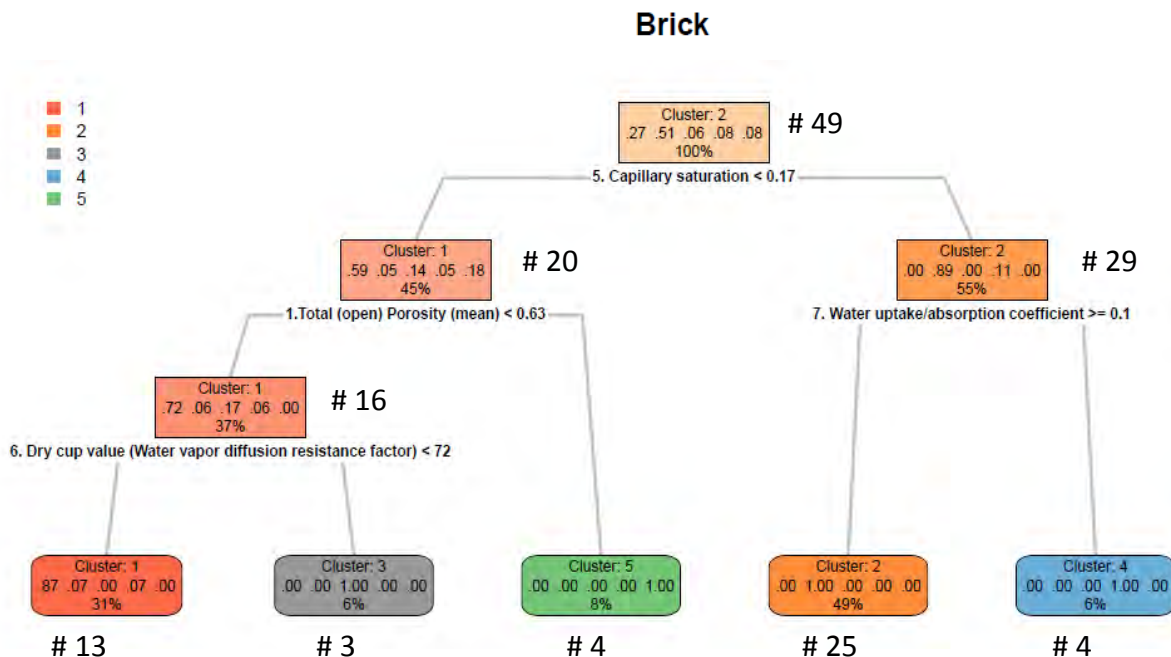 Brick
1
2
3
4
5
Cluster: 2
.27 .51 .06 .08 .08
100%
# 49
5. Capillary saturation < 0.17
Cluster: 1
.59 .05 .14 .05 .18
45%
# 20
Cluster: 2
.00 .89 .00 .11 .00
55%
# 29
1.Total (open) Porosity (mean) < 0.63
7. Water uptake/absorption coefficient >= 0.1
Cluster: 1
.72 .06 .17 .06 .00
37%
# 16
6. Dry cup value (Water vapor diffusion resistance factor) < 72
Cluster: 1
.87 .07 .00 .07 .00
31%
# 13
Cluster: 3
.00 .00 1.00 .00 .00
6%
# 3
Cluster: 5
.00 .00 .00 .00 1.00
8%
# 4
Cluster: 2
.00 1.00 .00 .00 .00
49%
# 25
Cluster: 4
.00 .00 .00 1.00 .00
6%
# 4